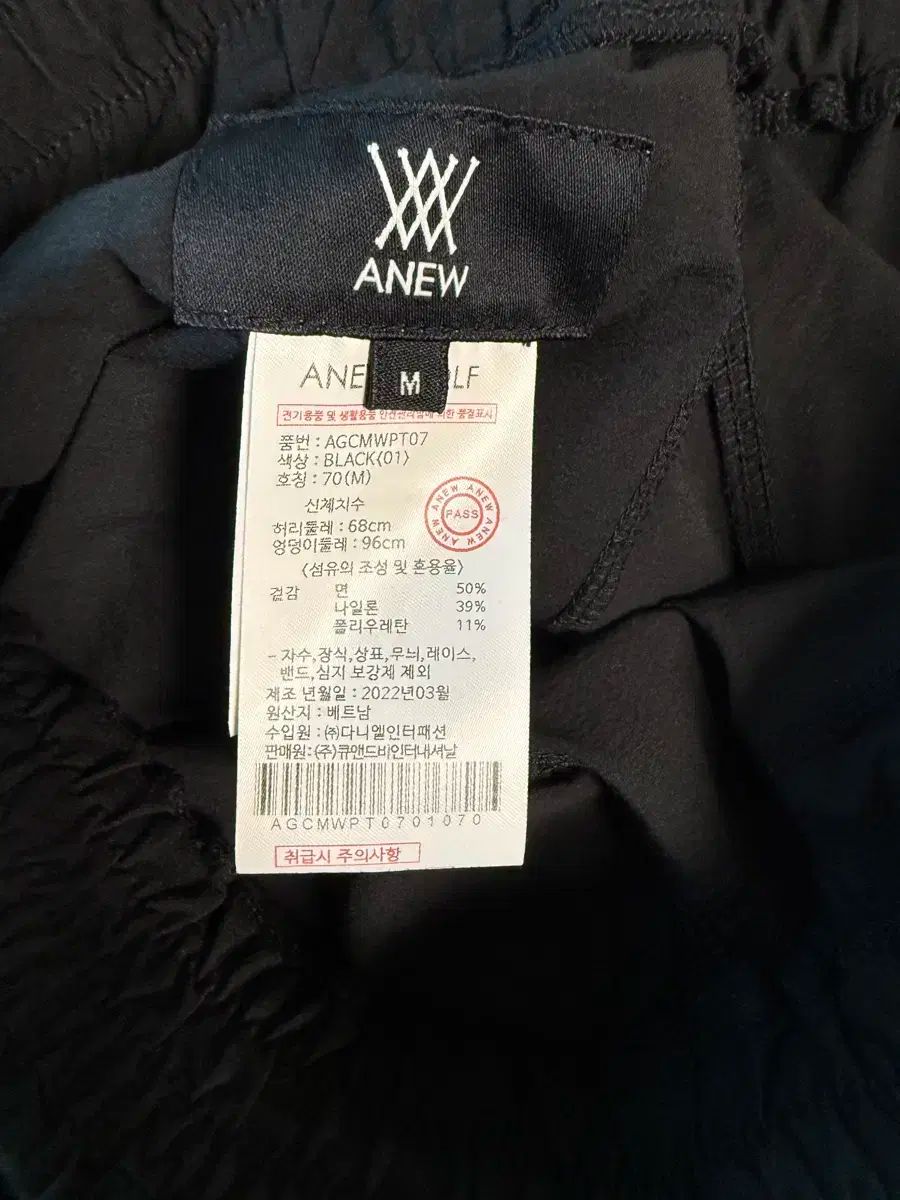 ANEW
M
ANE LF
전기용품 및 생활용품 안전관리법에 의한 품질표시
품번 : AGCMWPT07
색상 : BLACK(01)
호칭 : 70(M)
신체치수
허리둘레 : 68cm
엉덩이둘레 : 96cm
ANEW ANEW ANEW ANEW
PASS
〈섬유의 조성 및 혼용율〉
겉감 면 50%
나일론 39%
폴리우레탄 11%
- 자수,장식,상표,무늬,레이스,
밴드,심지 보강제 제외
제조 년월일 : 2022년03월
원산지 : 베트남
수입원 : ㈜다니엘인터패션
판매원 : (주)큐앤드비인터내셔날
AGCMWPT0701070
취급시 주의사항